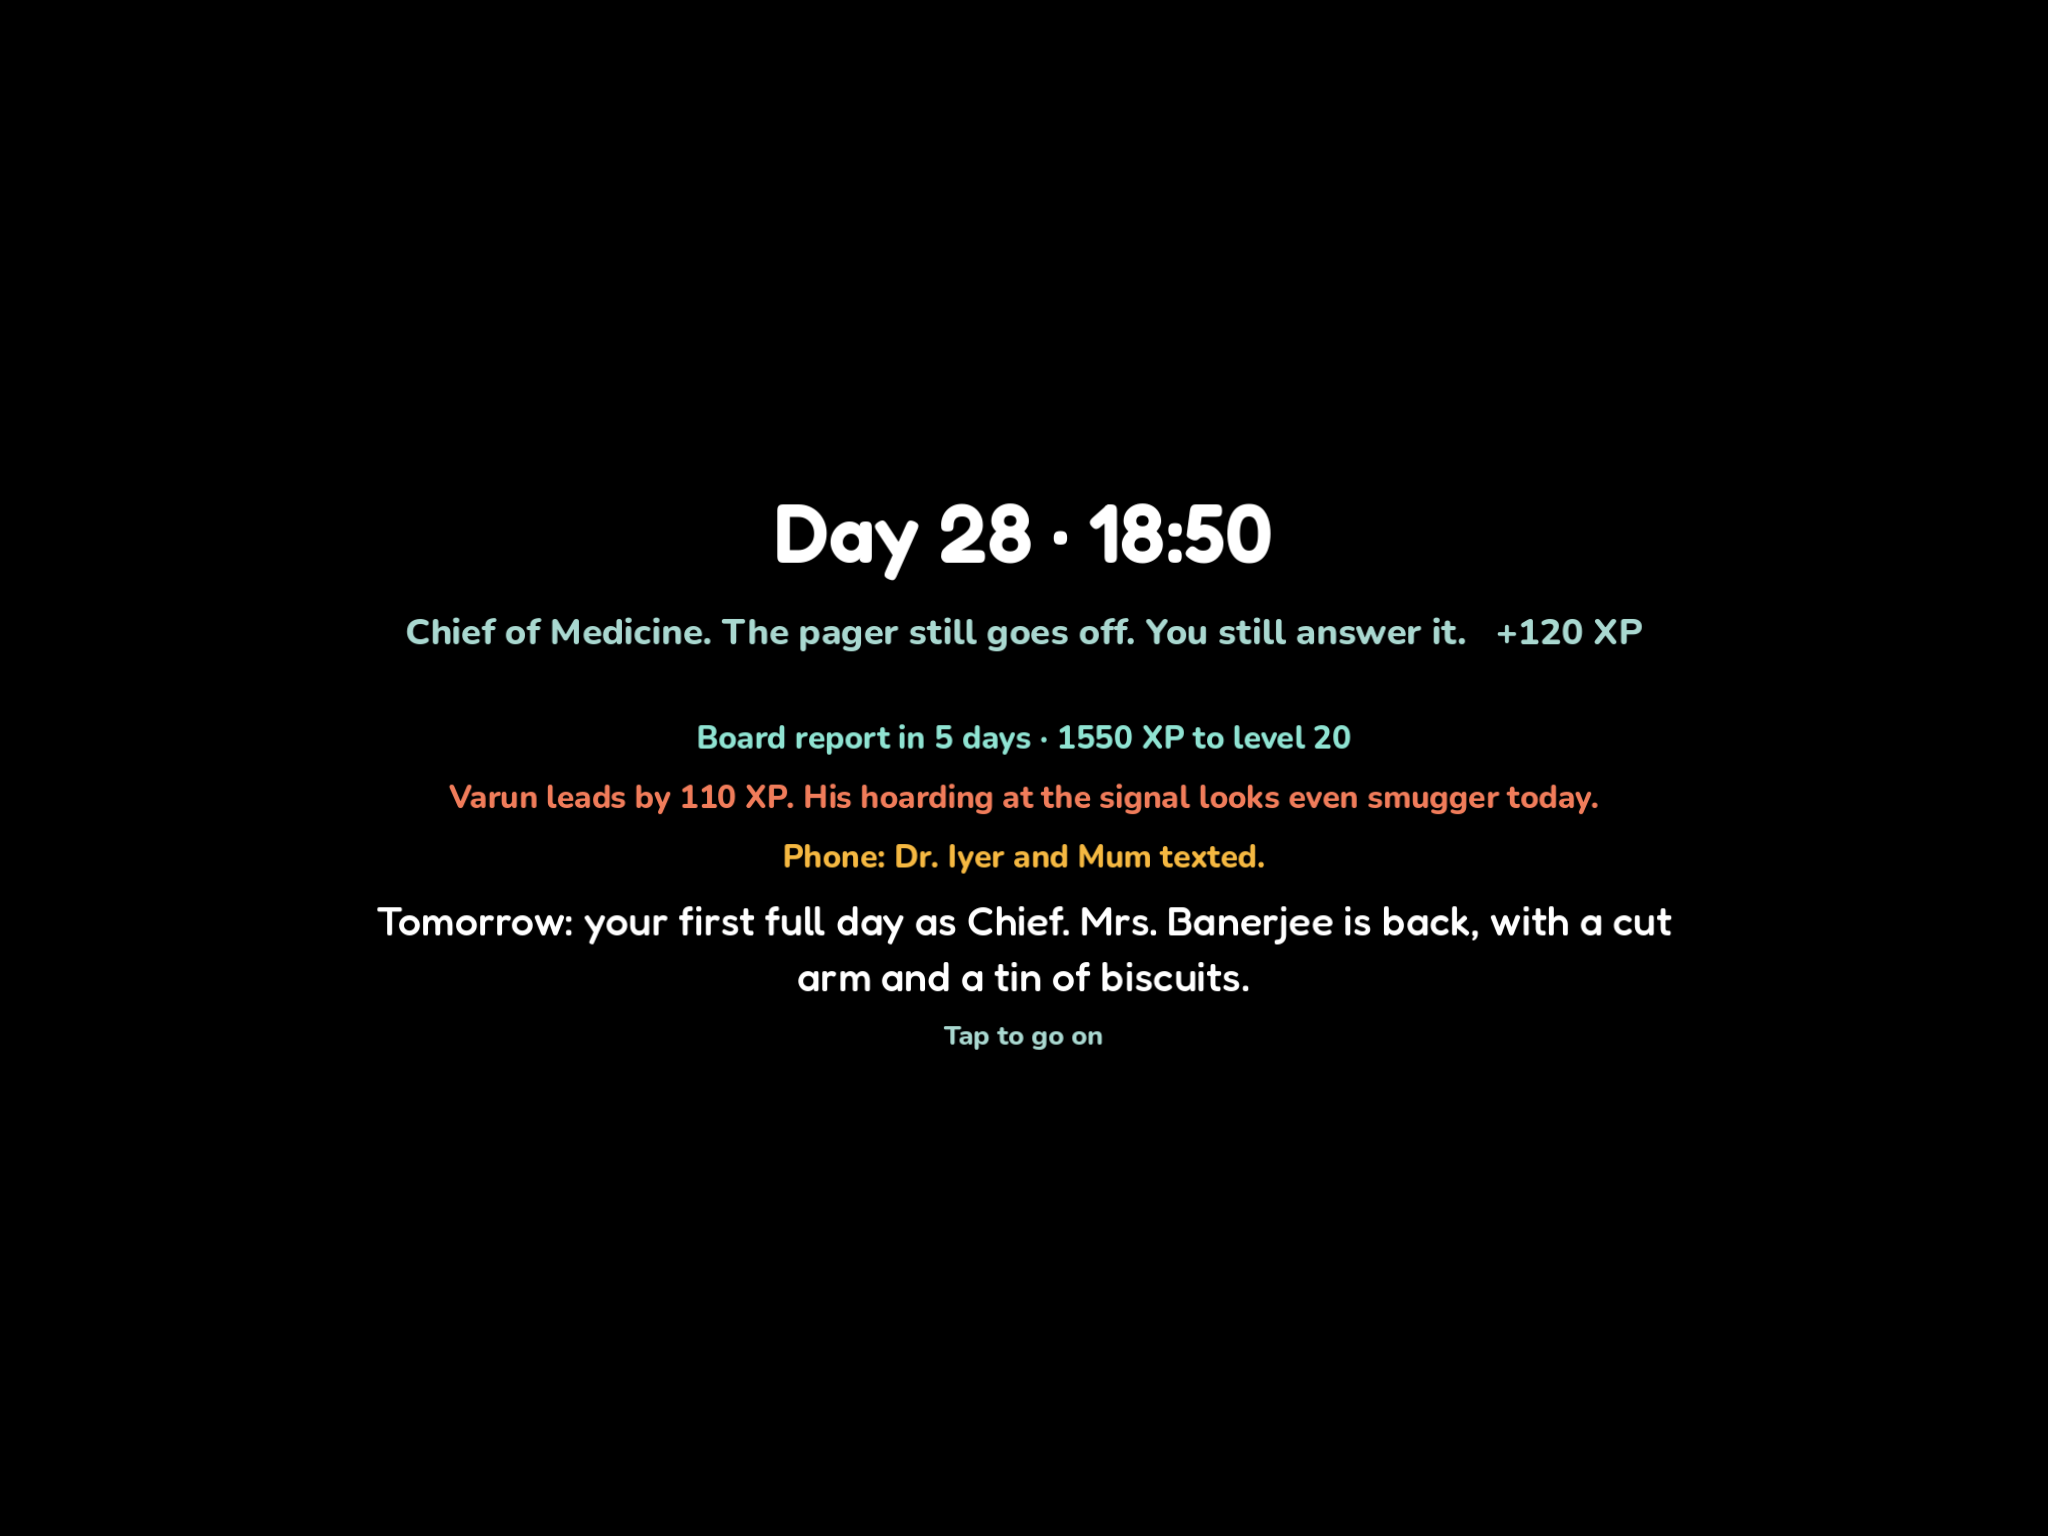 Day 28 · 18:50
Chief of Medicine. The pager still goes off. You still answer it. +120 XP
Board report in 5 days · 1550 XP to level 20
Varun leads by 110 XP. His hoarding at the signal looks even smugger today.
Phone: Dr. Iyer and Mum texted.
Tomorrow: your first full day as Chief. Mrs. Banerjee is back, with a cut
arm and a tin of biscuits.
Tap to go on